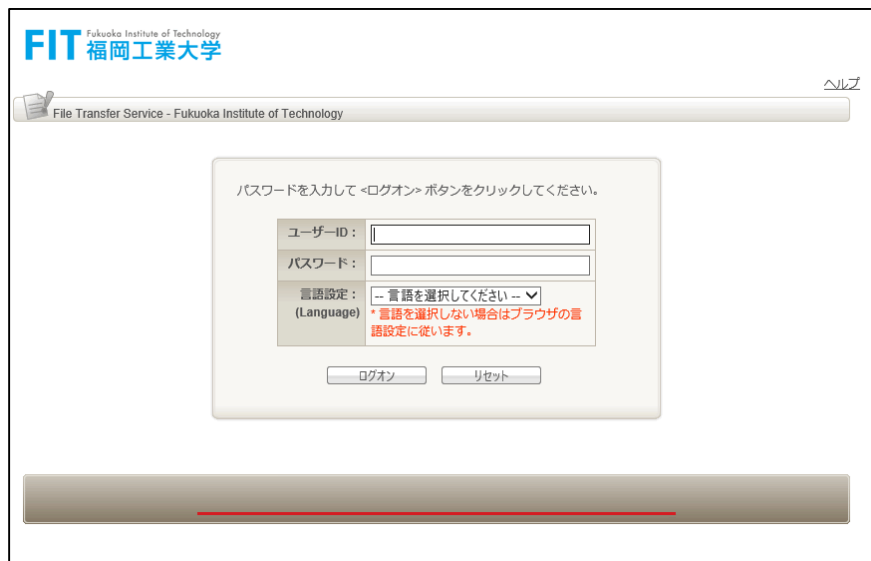 FIT Fukuoka Institute of Technology
福岡工業大学
ヘルプ
File Transfer Service - Fukuoka Institute of Technology
パスワードを入力して <ログオン> ボタンをクリックしてください。
ユーザーID：
パスワード：
言語設定： -- 言語を選択してください --
(Language) * 言語を選択しない場合はブラウザの言
語設定に従います。
ログオン リセット